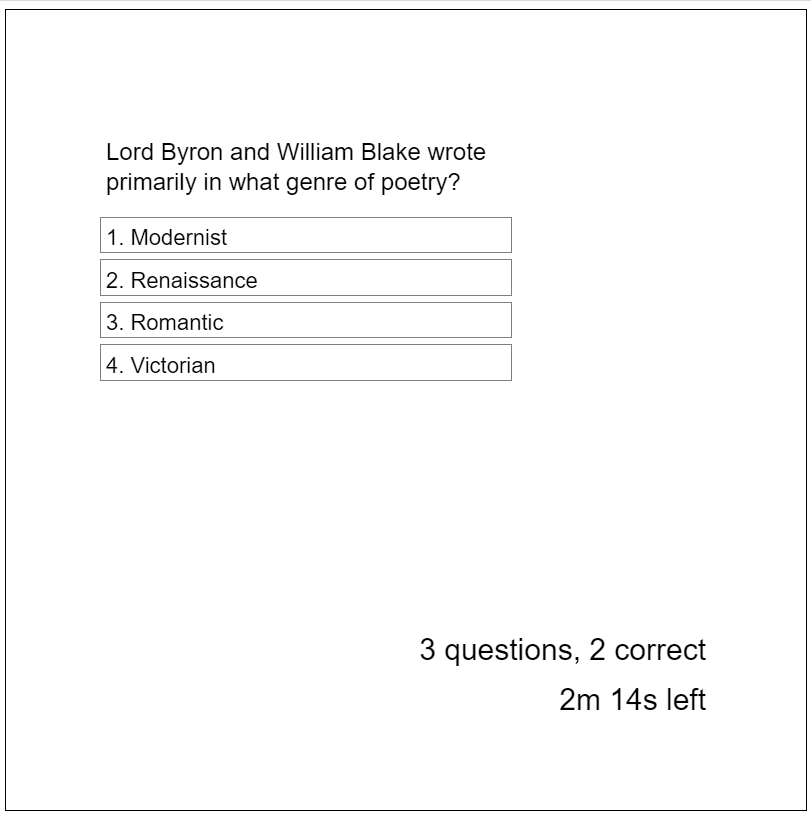 Lord Byron and William Blake wrote
primarily in what genre of poetry?
1. Modernist
2. Renaissance
3. Romantic
4. Victorian
3 questions, 2 correct
2m 14s left